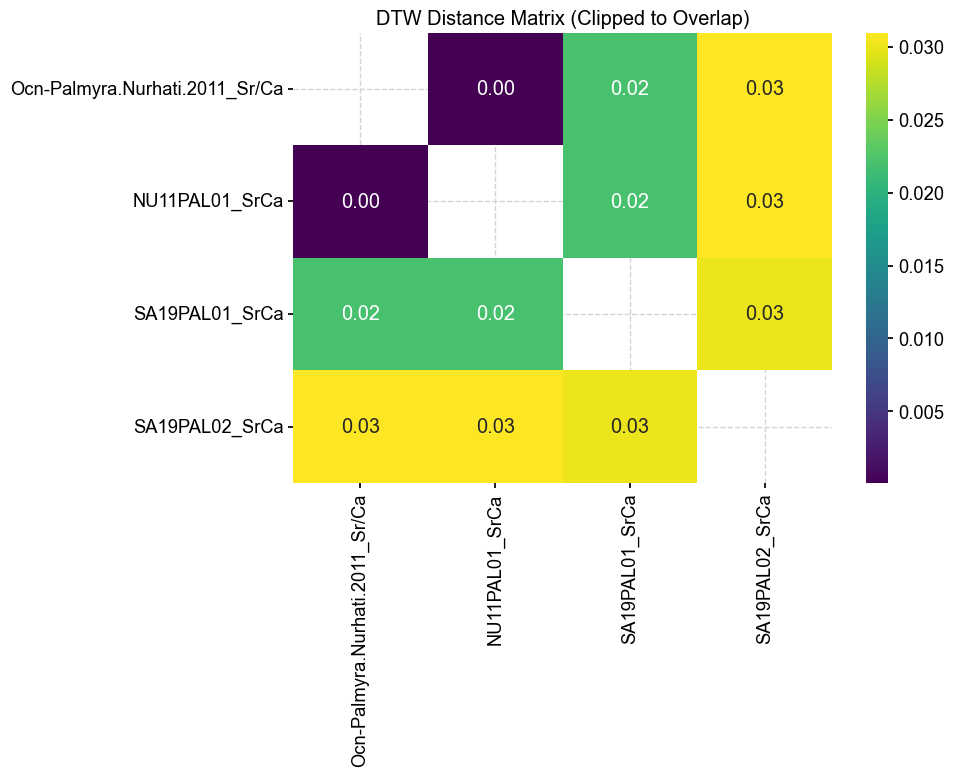 DTW Distance Matrix (Clipped to Overlap)
Ocn-Palmyra.Nurhati.2011_Sr/Ca
0.00 0.02 0.03
NU11PAL01_SrCa
0.00 0.02 0.03
SA19PAL01_SrCa
0.02 0.02 0.03
SA19PAL02_SrCa
0.03 0.03 0.03
Ocn-Palmyra.Nurhati.2011_Sr/Ca
NU11PAL01_SrCa
SA19PAL01_SrCa
SA19PAL02_SrCa
0.030
0.025
0.020
0.015
0.010
0.005